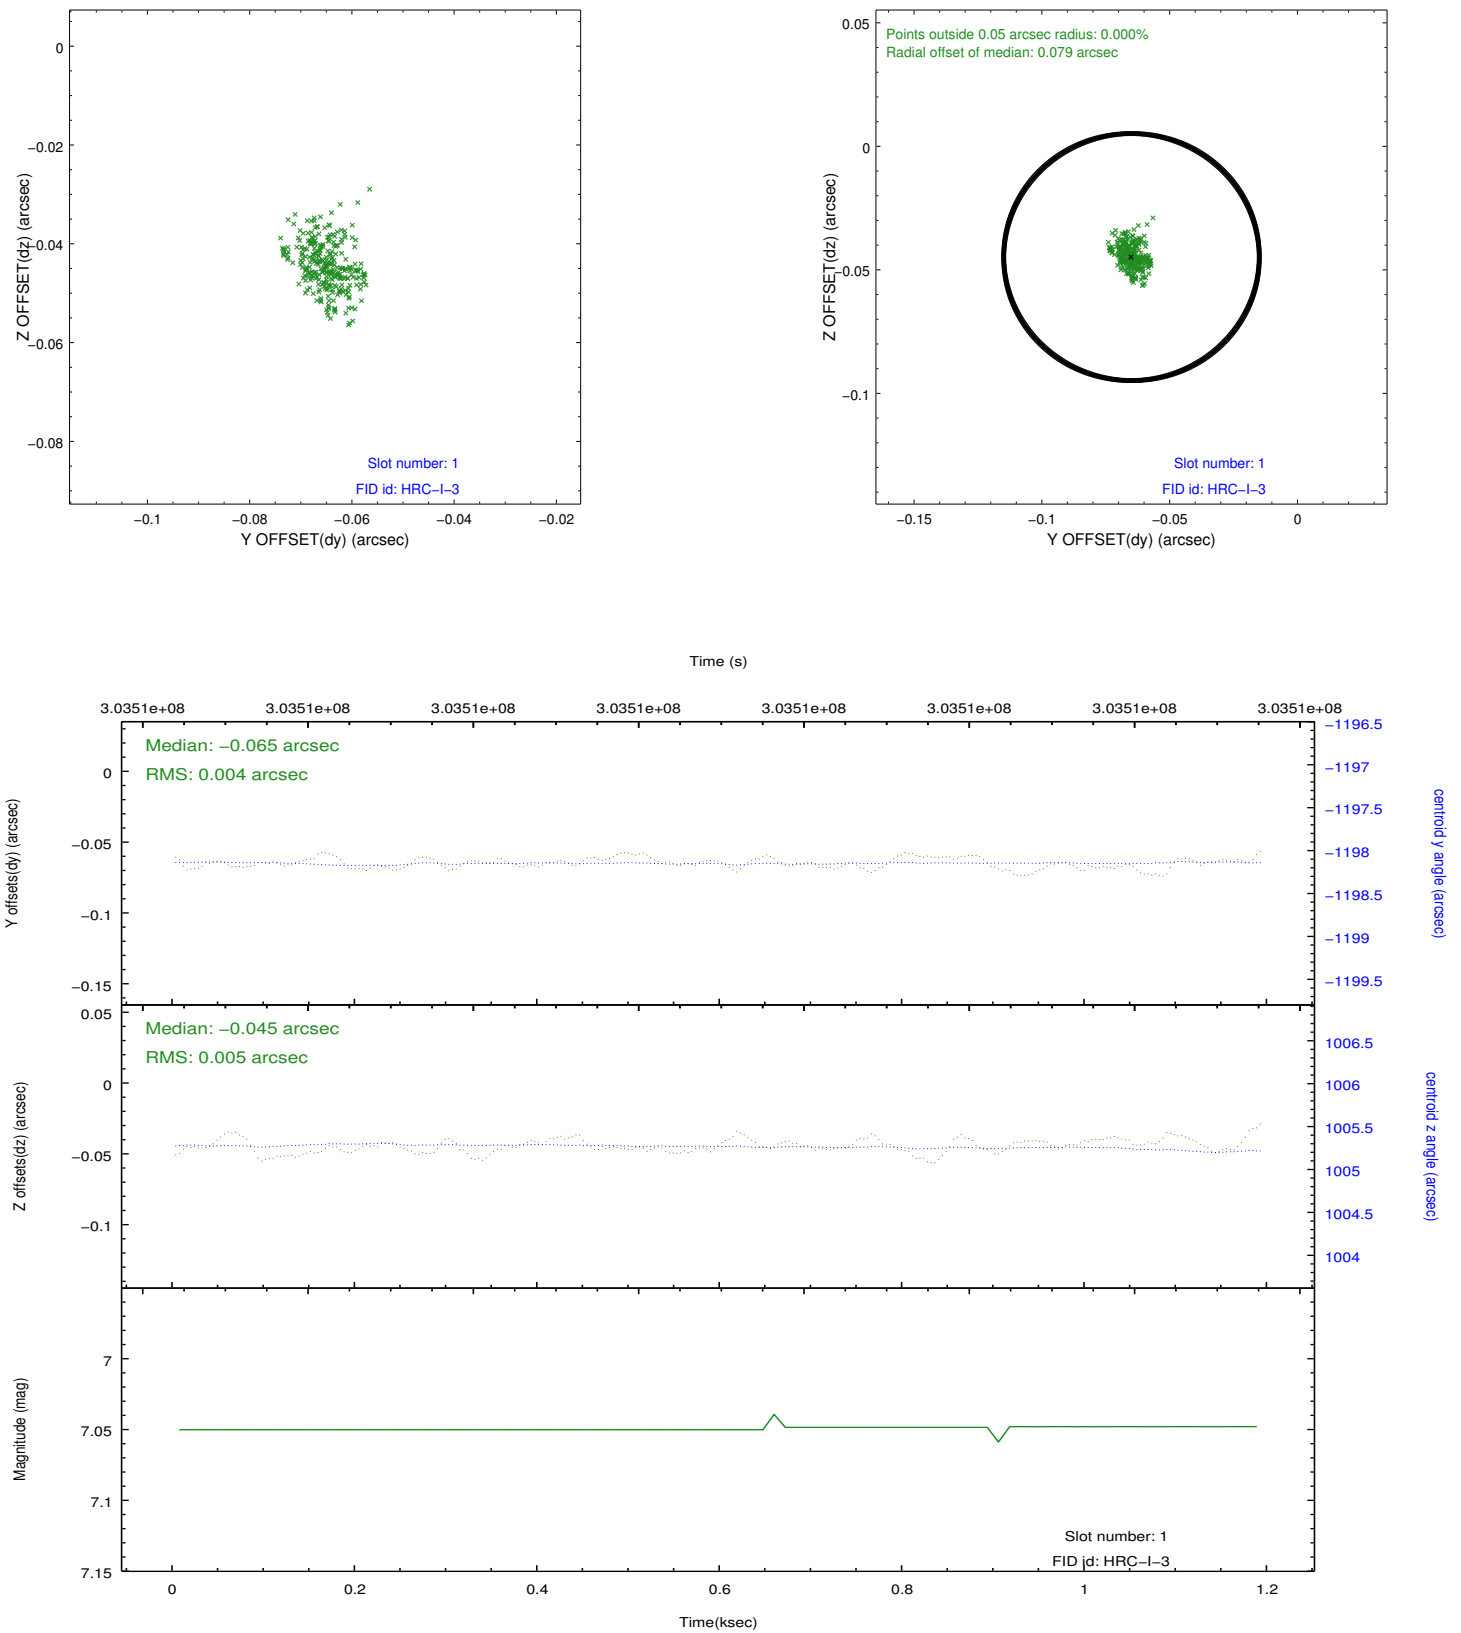 0
−0.02
−0.04
−0.06
−0.08
Z OFFSET(dz) (arcsec)
Slot number: 1
FID id: HRC−I−3
−0.1
−0.08
−0.06
−0.04
−0.02
Y OFFSET(dy) (arcsec)
0.05
0
−0.05
−0.1
Z OFFSET(dz) (arcsec)
Points outside 0.05 arcsec radius: 0.000%
Radial offset of median: 0.079 arcsec
Slot number: 1
FID id: HRC−I−3
−0.15
−0.1
−0.05
0
Y OFFSET(dy) (arcsec)
Time (s)
3.0351e+08
3.0351e+08
3.0351e+08
3.0351e+08
3.0351e+08
3.0351e+08
3.0351e+08
3.0351e+08
Median: −0.065 arcsec
RMS: 0.004 arcsec
0
−0.05
−0.1
−0.15
Y offsets(dy) (arcsec)
−1196.5
−1197
−1197.5
−1198
−1198.5
−1199
−1199.5
centroid y angle (arcsec)
Median: −0.045 arcsec
RMS: 0.005 arcsec
0.05
0
−0.05
−0.1
Z offsets(dz) (arcsec)
1006.5
1006
1005.5
1005
1004.5
1004
centroid z angle (arcsec)
7
7.05
7.1
7.15
Magnitude (mag)
Slot number: 1
FID id: HRC−I−3
0
0.2
0.4
0.6
0.8
1
1.2
Time(ksec)